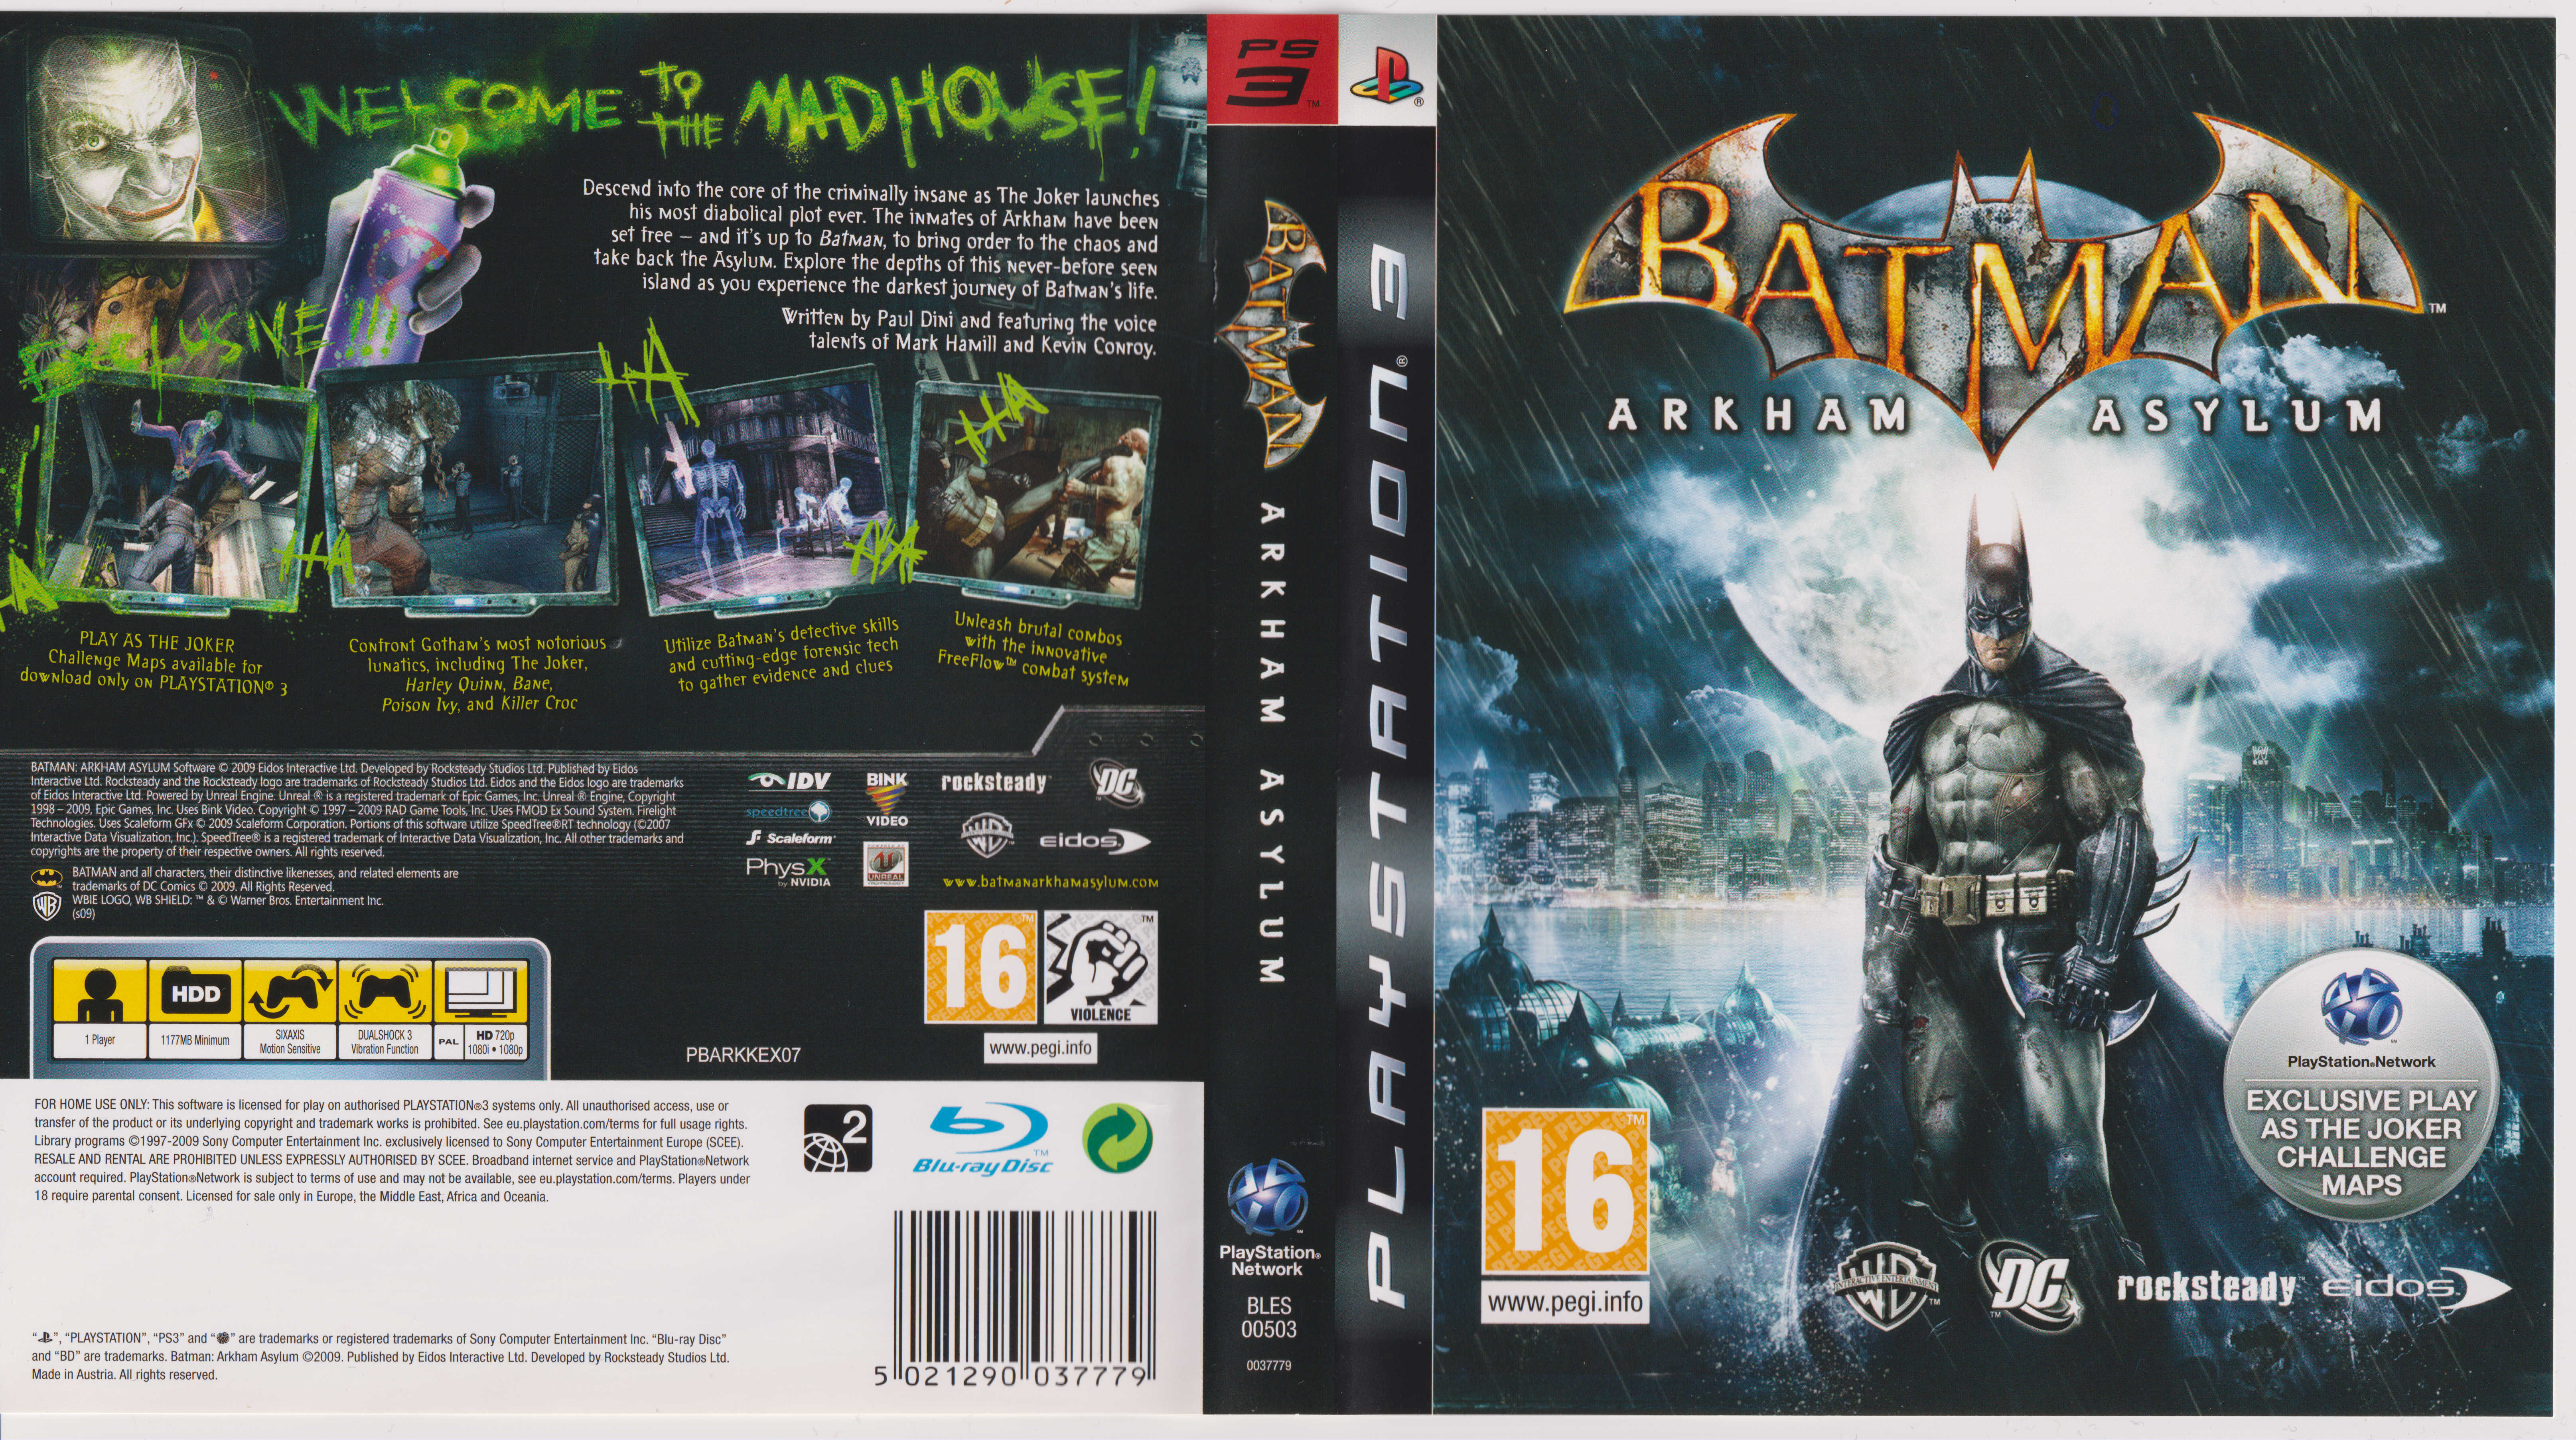 WELCOME TO THE MADHOUSE!
Descend into the core of the criminally insane as The Joker launches
his most diabolical plot ever. The inmates of Arkham have been
set free – and it's up to Batman, to bring order to the chaos and
take back the Asylum. Explore the depths of this never-before seen
island as you experience the darkest journey of Batman's life.
Written by Paul Dini and featuring the voice
talents of Mark Hamill and Kevin Conroy.
EXCLUSIVE!!!
HA
HA
HA
HA
HA
PLAY AS THE JOKER
Challenge Maps available for
download only on PLAYSTATION® 3
Confront Gotham's most notorious
lunatics, including The Joker,
Harley Quinn, Bane,
Poison Ivy, and Killer Croc
Utilize Batman's detective skills
and cutting-edge forensic tech
to gather evidence and clues
Unleash brutal combos
with the innovative
FreeFlow™ combat system
BATMAN: ARKHAM ASYLUM Software © 2009 Eidos Interactive Ltd. Developed by Rocksteady Studios Ltd. Published by Eidos
Interactive Ltd. Rocksteady and the Rocksteady logo are trademarks of Rocksteady Studios Ltd. Eidos and the Eidos logo are trademarks
of Eidos Interactive Ltd. Powered by Unreal Engine. Unreal ® is a registered trademark of Epic Games, Inc. Unreal ® Engine, Copyright
1998 – 2009, Epic Games, Inc. Uses Bink Video. Copyright © 1997 – 2009 RAD Game Tools, Inc. Uses FMOD Ex Sound System. Firelight
Technologies. Uses Scaleform GFx © 2009 Scaleform Corporation. Portions of this software utilize SpeedTree®RT technology (©2007
Interactive Data Visualization, Inc.). SpeedTree® is a registered trademark of Interactive Data Visualization, Inc. All other trademarks and
copyrights are the property of their respective owners. All rights reserved.
BATMAN and all characters, their distinctive likenesses, and related elements are
trademarks of DC Comics © 2009. All Rights Reserved.
WBIE LOGO, WB SHIELD: ™ & © Warner Bros. Entertainment Inc.
(s09)
IDV
speedtree
Scaleform
PhysX
by NVIDIA
BINK
VIDEO
UNREAL
rocksteady
DC
eidos
www.batmanarkhamasylum.com
16
VIOLENCE
www.pegi.info
HDD
1 Player
1177MB Minimum
SIXAXIS
Motion Sensitive
DUALSHOCK 3
Vibration Function
PAL
HD 720p
1080i • 1080p
PBARKKEX07
FOR HOME USE ONLY: This software is licensed for play on authorised PLAYSTATION®3 systems only. All unauthorised access, use or
transfer of the product or its underlying copyright and trademark works is prohibited. See eu.playstation.com/terms for full usage rights.
Library programs ©1997-2009 Sony Computer Entertainment Inc. exclusively licensed to Sony Computer Entertainment Europe (SCEE).
RESALE AND RENTAL ARE PROHIBITED UNLESS EXPRESSLY AUTHORISED BY SCEE. Broadband internet service and PlayStation®Network
account required. PlayStation®Network is subject to terms of use and may not be available, see eu.playstation.com/terms. Players under
18 require parental consent. Licensed for sale only in Europe, the Middle East, Africa and Oceania.
2
Blu-ray Disc™
5 021290 037779
"PS", "PLAYSTATION", "PS3" and "" are trademarks or registered trademarks of Sony Computer Entertainment Inc. "Blu-ray Disc"
and "BD" are trademarks. Batman: Arkham Asylum ©2009. Published by Eidos Interactive Ltd. Developed by Rocksteady Studios Ltd.
Made in Austria. All rights reserved.
PS3™
BATMAN
ARKHAM ASYLUM
PlayStation®
Network
BLES
00503
0037779
PLAYSTATION®3
BATMAN™
ARKHAM ASYLUM
PlayStation®Network
EXCLUSIVE PLAY
AS THE JOKER
CHALLENGE
MAPS
16
www.pegi.info
INTERACTIVE ENTERTAINMENT
DC
rocksteady
eidos